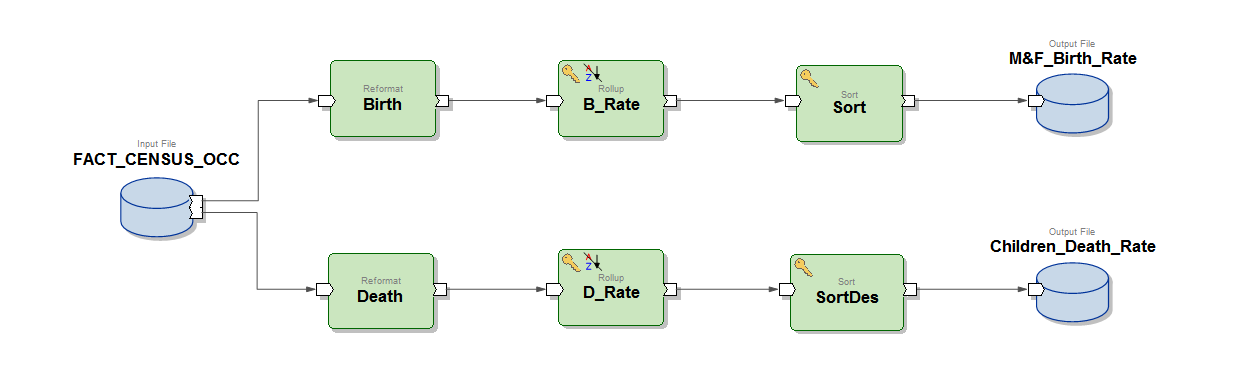 Input File
FACT_CENSUS_OCC
Reformat
Birth
A
Z
Rollup
B_Rate
Sort
Sort
Output File
M&F_Birth_Rate
Reformat
Death
A
Z
Rollup
D_Rate
Sort
SortDes
Output File
Children_Death_Rate